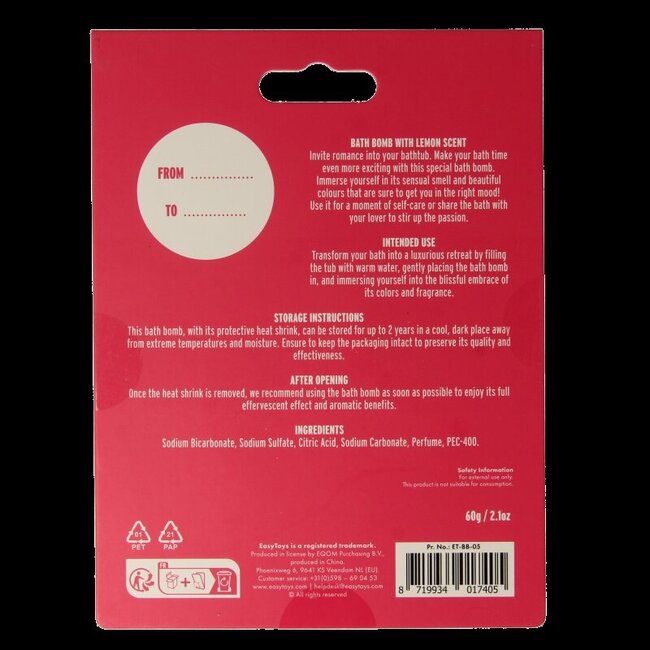 FROM ................
TO ...............
BATH BOMB WITH LEMON SCENT
Invite romance into your bathtub. Make your bath time
even more exciting with this special bath bomb.
Immerse yourself in its sensual smell and beautiful
colours that are sure to get you in the right mood!
Use it for a moment of self-care or share the bath with
your lover to stir up the passion.
INTENDED USE
Transform your bath into a luxurious retreat by filling
the tub with warm water, gently placing the bath bomb
in, and immersing yourself into the blissful embrace of
its colors and fragrance.
STORAGE INSTRUCTIONS
This bath bomb, with its protective heat shrink, can be stored for up to 2 years in a cool, dark place away
from extreme temperatures and moisture. Ensure to keep the packaging intact to preserve its quality and
effectiveness.
AFTER OPENING
Once the heat shrink is removed, we recommend using the bath bomb as soon as possible to enjoy its full
effervescent effect and aromatic benefits.
INGREDIENTS
Sodium Bicarbonate, Sodium Sulfate, Citric Acid, Sodium Carbonate, Perfume, PEC-400.
Safety Information
For external use only.
This product is not suitable for consumption.
60g / 2.1oz
01
PET
21
PAP
FR
+
EasyToys is a registered trademark.
Produced in license by EQOM Purchasing B.V.,
produced in China.
Phoenixweg 6, 9641 KS Veendam NL (EU)
Customer service: +31(0)598 – 69 04 53
www.easytoys.com | helpdesk@easytoys.com
© All rights reserved
Pr. No.: ET-BB-05
8 719934 017405